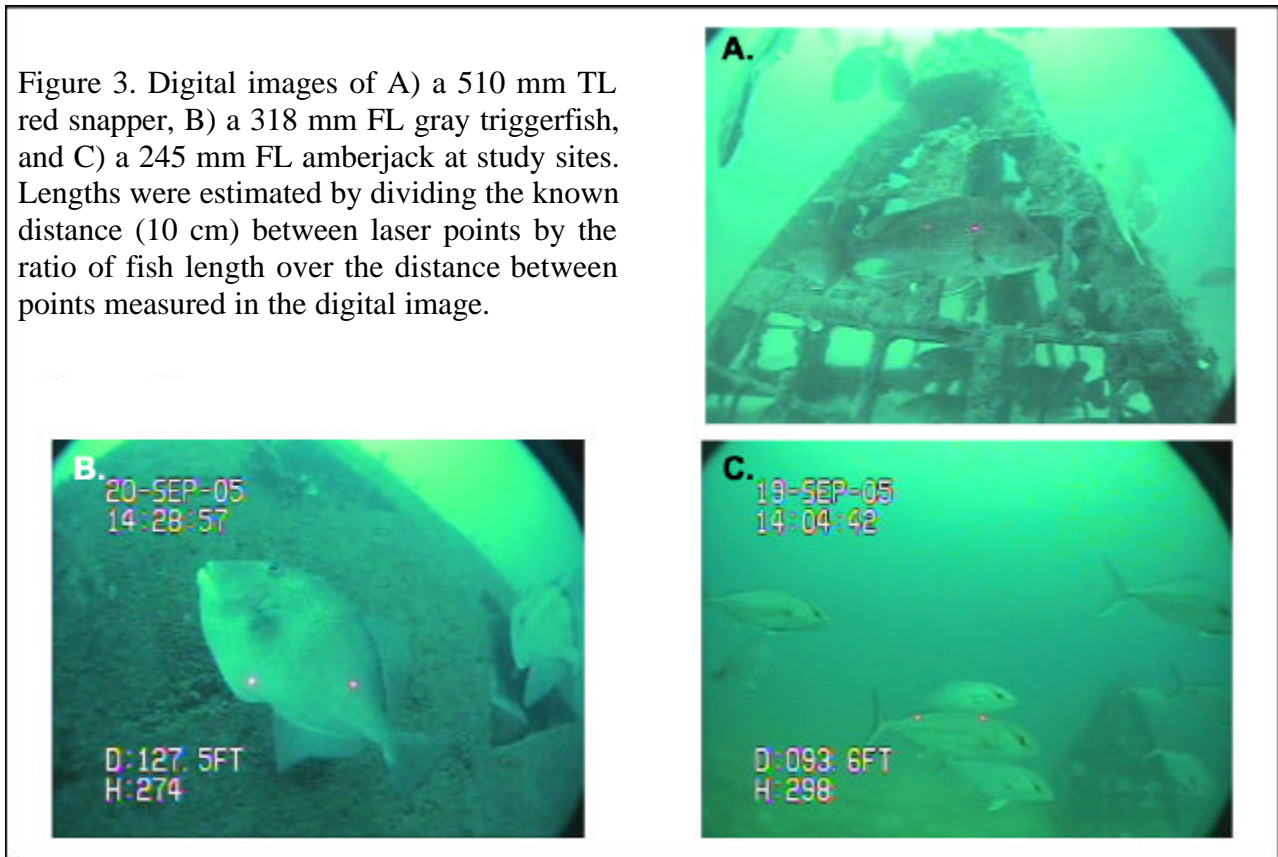 Figure 3. Digital images of A) a 510 mm TL
red snapper, B) a 318 mm FL gray triggerfish,
and C) a 245 mm FL amberjack at study sites.
Lengths were estimated by dividing the known
distance (10 cm) between laser points by the
ratio of fish length over the distance between
points measured in the digital image.
A.
B.
20-SEP-05
14:28:57
D:127.5FT
H:274
C.
19-SEP-05
14:04:42
D:093.6FT
H:298